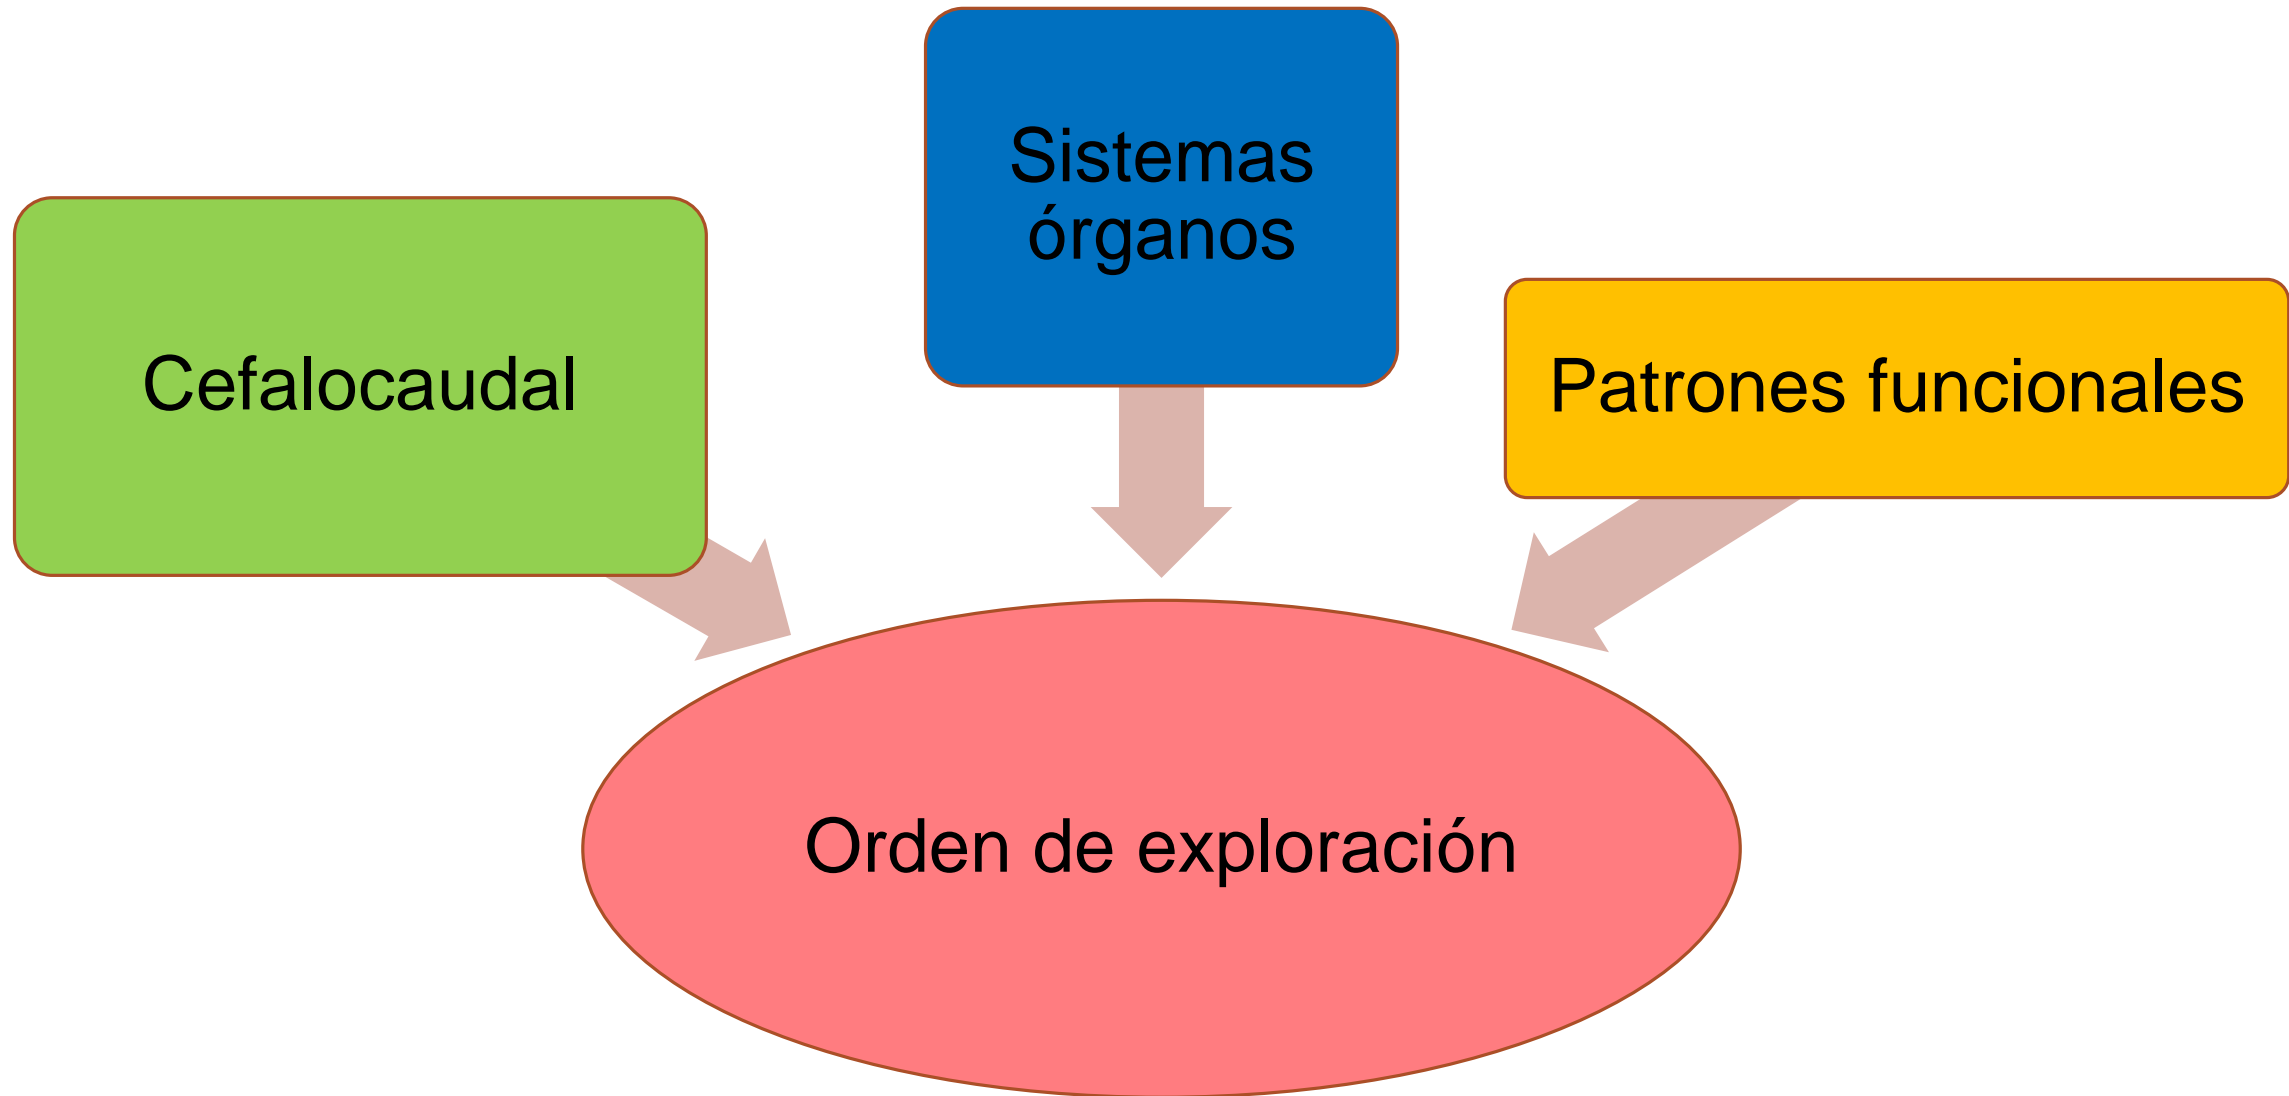 Sistemas
órganos
Cefalocaudal
Patrones funcionales
Orden de exploración